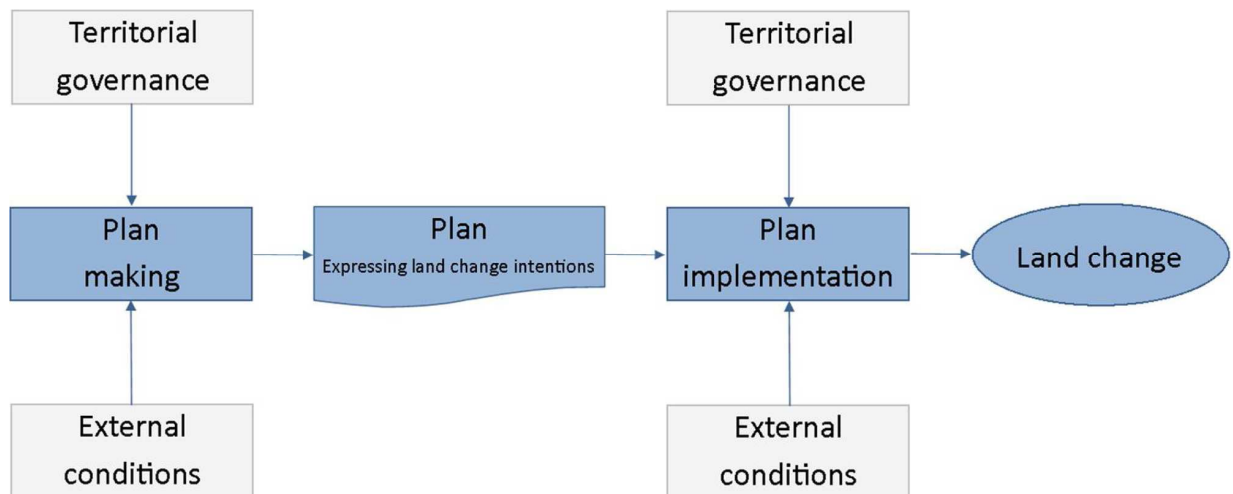 Territorial
governance
Territorial
governance
Plan
making
Plan
Expressing land change intentions
Plan
implementation
Land change
External
conditions
External
conditions